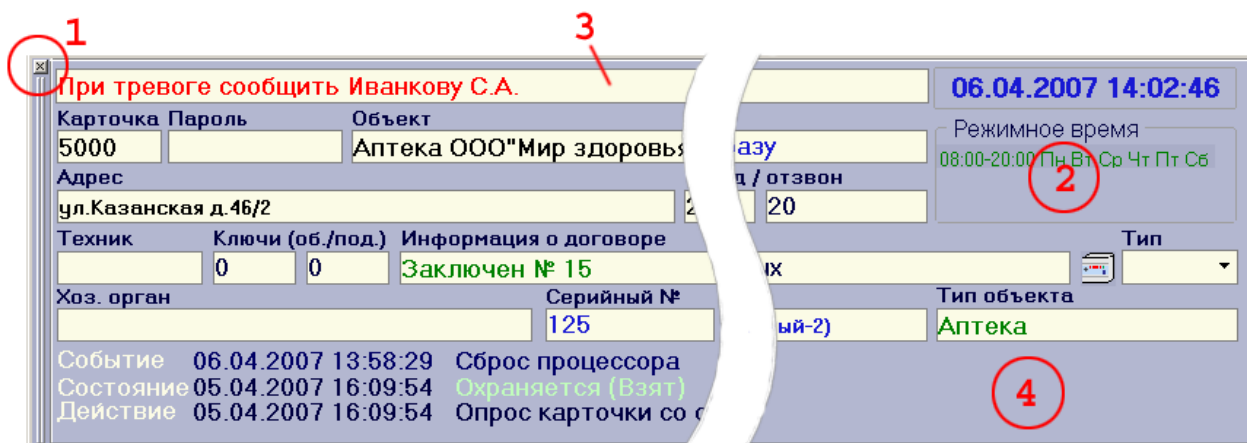 1
3
При тревоге сообщить Иванкову С.А.
06.04.2007 14:02:46
Карточка Пароль Объект
5000 Аптека ООО"Мир здоровья азу
Режимное время
08:00-20:00 Пн Вт Ср Чт Пт Сб
2
Адрес / отзвон
ул.Казанская д.46/2 20
Техник Ключи (об./под.) Информация о договоре Тип
0 0 Заключен № 15 ых
Хоз. орган Серийный № Тип объекта
125 ый-2) Аптека
Событие 06.04.2007 13:58:29 Сброс процессора
Состояние 05.04.2007 16:09:54 Охраняется (Взят)
Действие 05.04.2007 16:09:54 Опрос карточки со
4